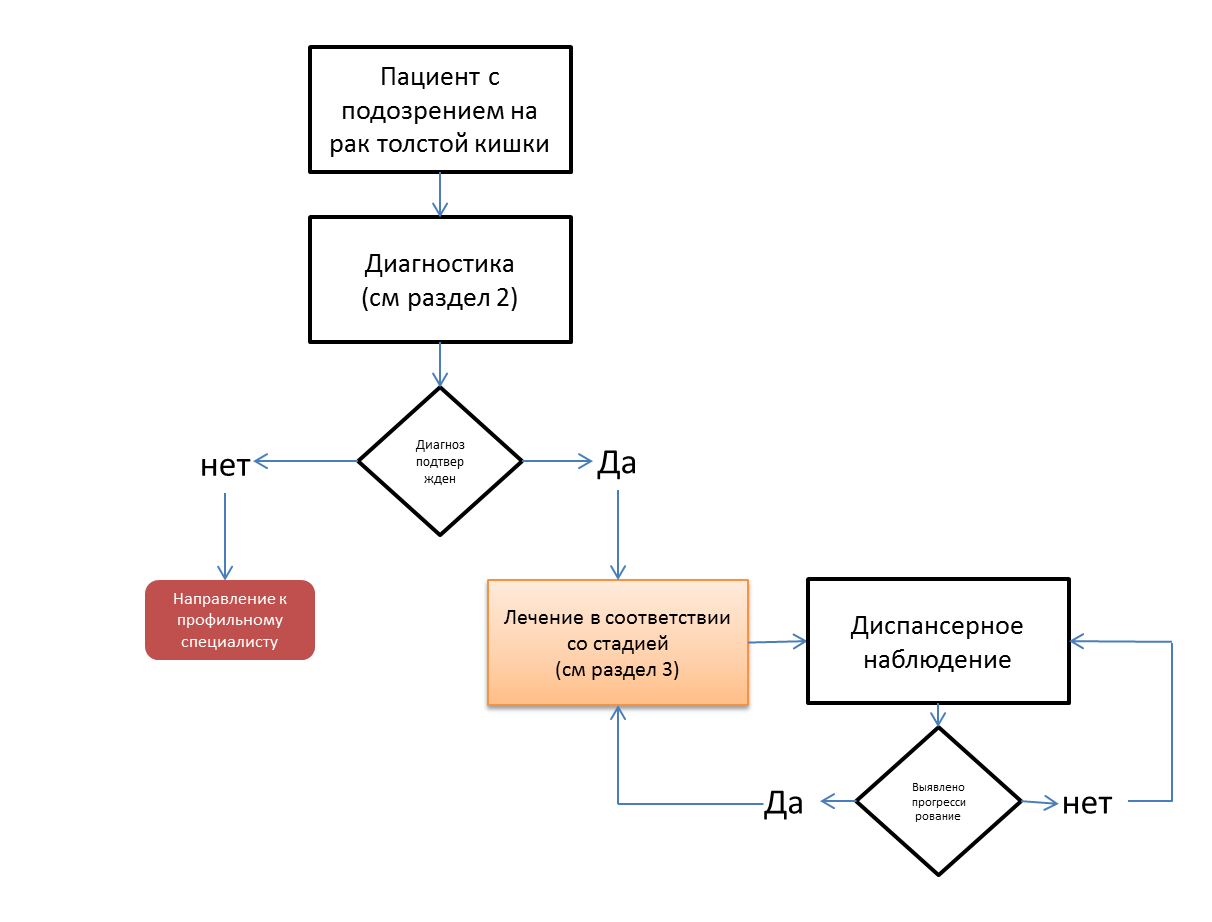 Пациент с
подозрением на
рак толстой кишки
Диагностика
(см раздел 2)
Диагноз
подтвер
жден
нет
Да
Направление к
профильному
специалисту
Лечение в соответствии
со стадией
(см раздел 3)
Диспансерное
наблюдение
Выявлено
прогресси
рование
Да
нет